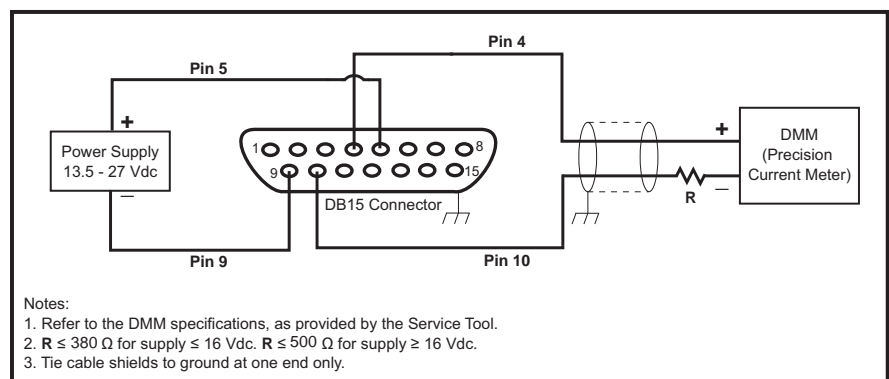 Pin 4
Pin 5
+
Power Supply
13.5 - 27 Vdc
_
1
8
9
15
DB15 Connector
Pin 9
Pin 10
+
DMM
(Precision
Current Meter)
_
R
Notes:
1. Refer to the DMM specifications, as provided by the Service Tool.
2. R ≤ 380 Ω for supply ≤ 16 Vdc. R ≤ 500 Ω for supply ≥ 16 Vdc.
3. Tie cable shields to ground at one end only.